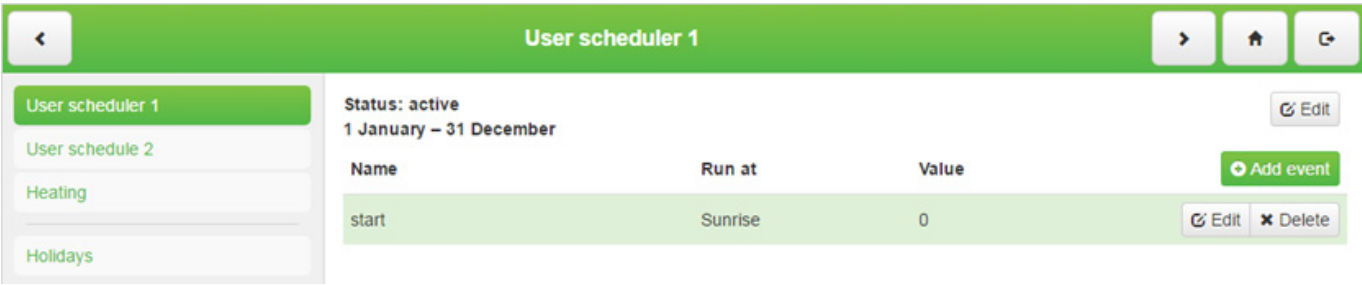 User scheduler 1
User scheduler 1
User schedule 2
Heating
Holidays
Status: active
1 January – 31 December
Edit
Name Run at Value Add event
start Sunrise 0 Edit Delete